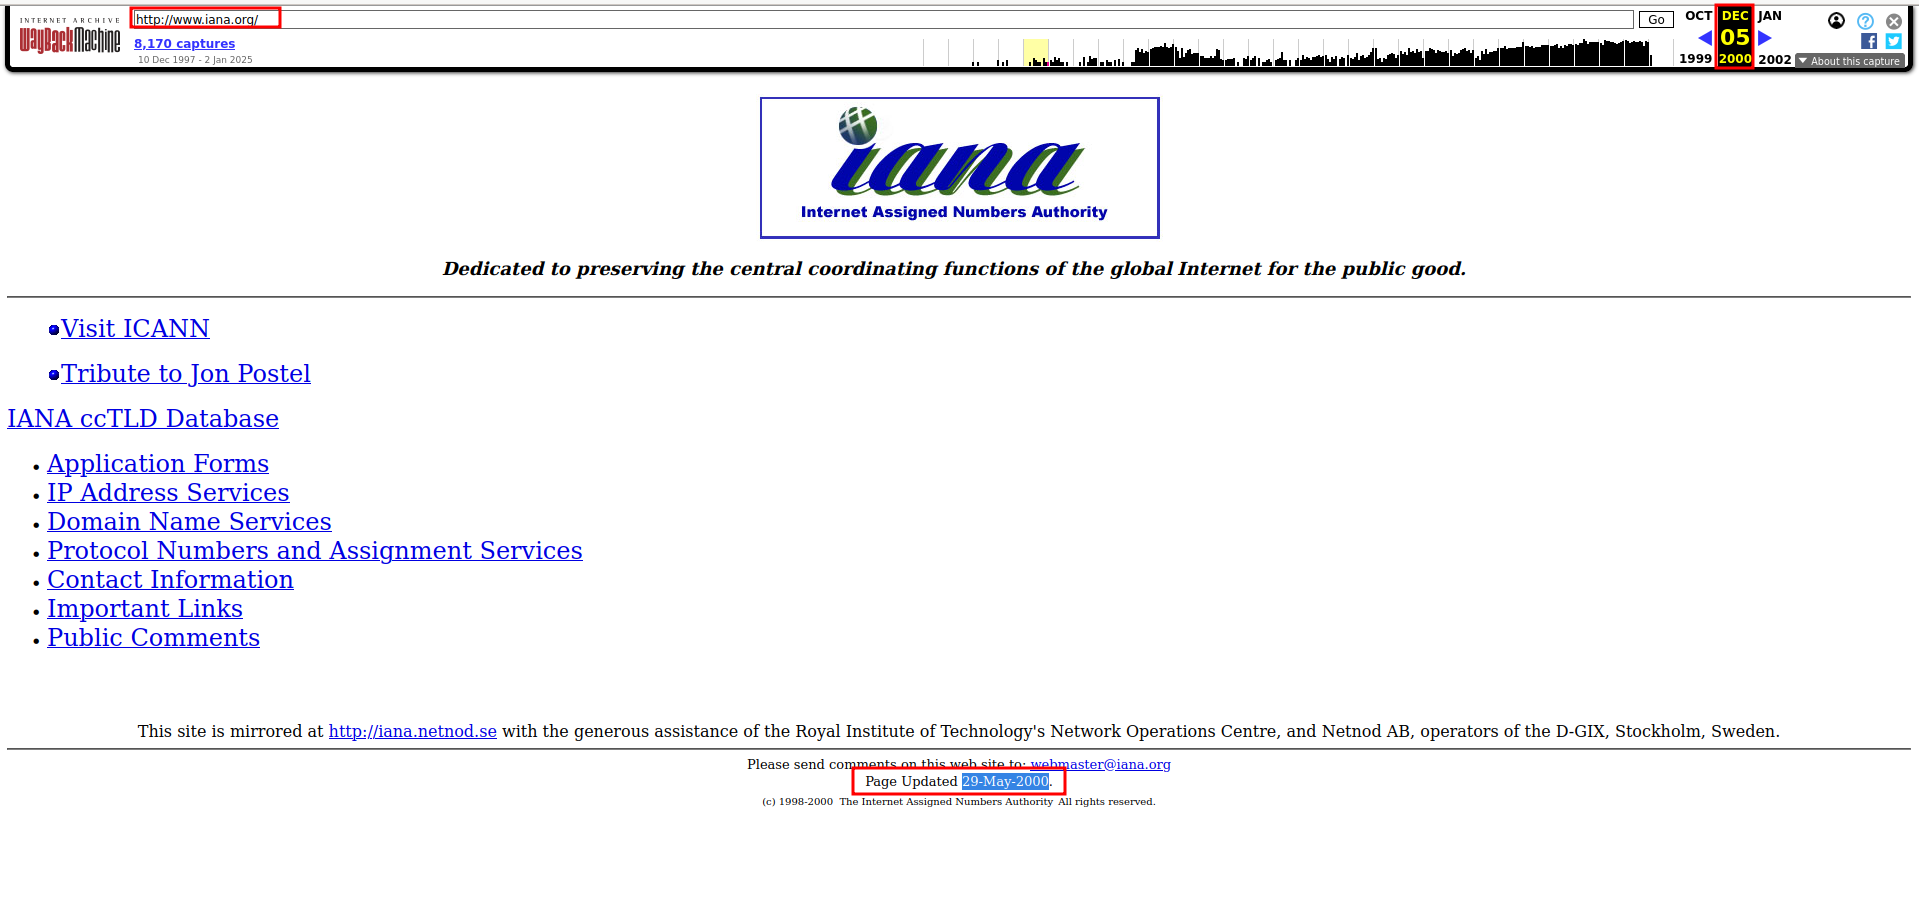 INTERNET ARCHIVE
WayBackMachine
http://www.iana.org/
Go
8,170 captures
10 Dec 1997 - 2 Jan 2025
OCT DEC JAN
05
1999 2000 2002
About this capture
iana
Internet Assigned Numbers Authority
Dedicated to preserving the central coordinating functions of the global Internet for the public good.
Visit ICANN
Tribute to Jon Postel
IANA ccTLD Database
Application Forms
IP Address Services
Domain Name Services
Protocol Numbers and Assignment Services
Contact Information
Important Links
Public Comments
This site is mirrored at http://iana.netnod.se with the generous assistance of the Royal Institute of Technology's Network Operations Centre, and Netnod AB, operators of the D-GIX, Stockholm, Sweden.
Please send comments on this web site to: webmaster@iana.org
Page Updated 29-May-2000.
(c) 1998-2000 The Internet Assigned Numbers Authority All rights reserved.